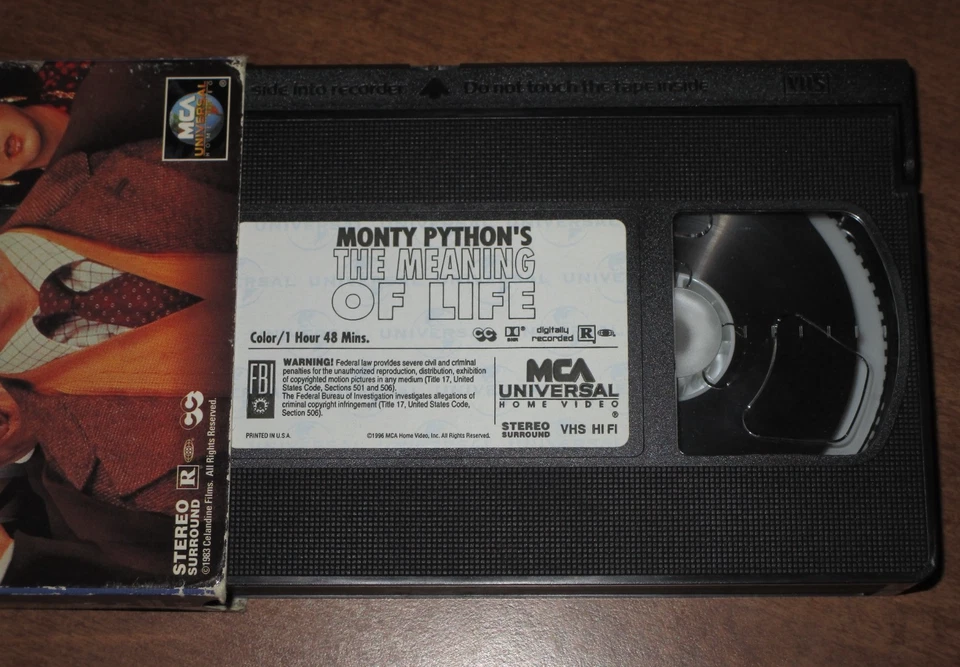 MCA
UNIVERSAL
HOME
®
CC
R
STEREO
SURROUND
©1983 Celandine Films. All Rights Reserved.
side into recorder ▲ Do not touch the tape inside VHS
MONTY PYTHON'S
THE MEANING
OF LIFE
Color/1 Hour 48 Mins.
CC digitally recorded R
FBI
WARNING! Federal law provides severe civil and criminal
penalties for the unauthorized reproduction, distribution, exhibition
of copyrighted motion pictures in any medium (Title 17, United
States Code, Sections 501 and 506).
The Federal Bureau of Investigation investigates allegations of
criminal copyright infringement (Title 17, United States Code,
Section 506).
MCA
UNIVERSAL
HOME VIDEO
®
STEREO
SURROUND VHS HI FI
PRINTED IN U.S.A. ©1996 MCA Home Video, Inc. All Rights Reserved.